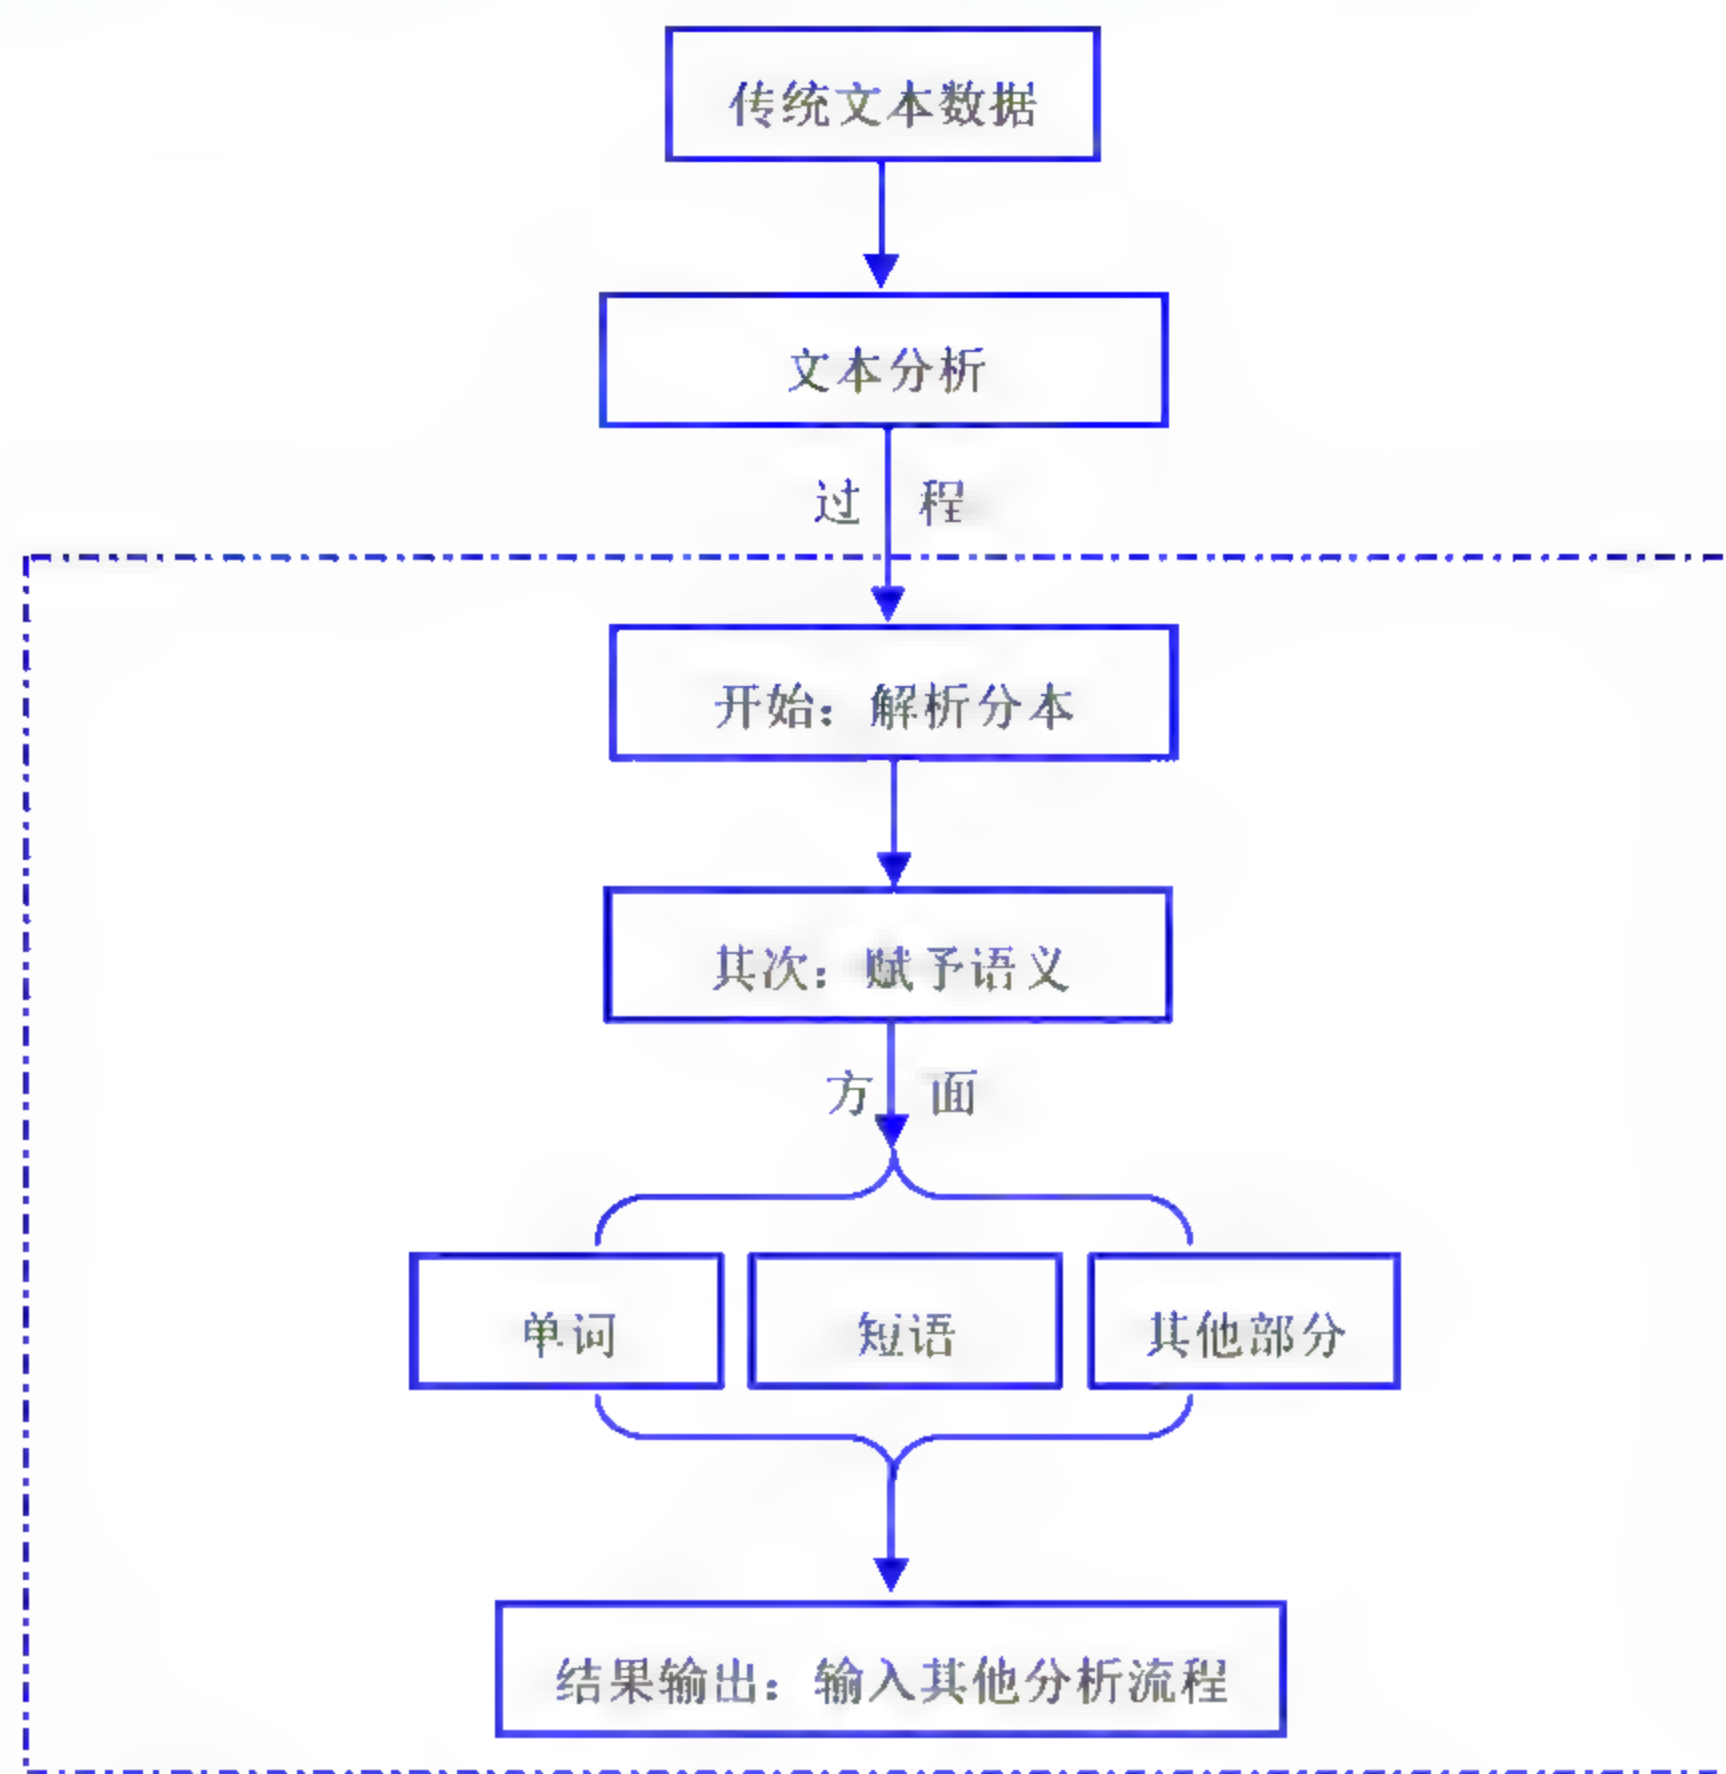 传统文本数据
文本分析
过 程
开始：解析分本
其次：赋予语义
方 面
单词 短语 其他部分
结果输出：输入其他分析流程